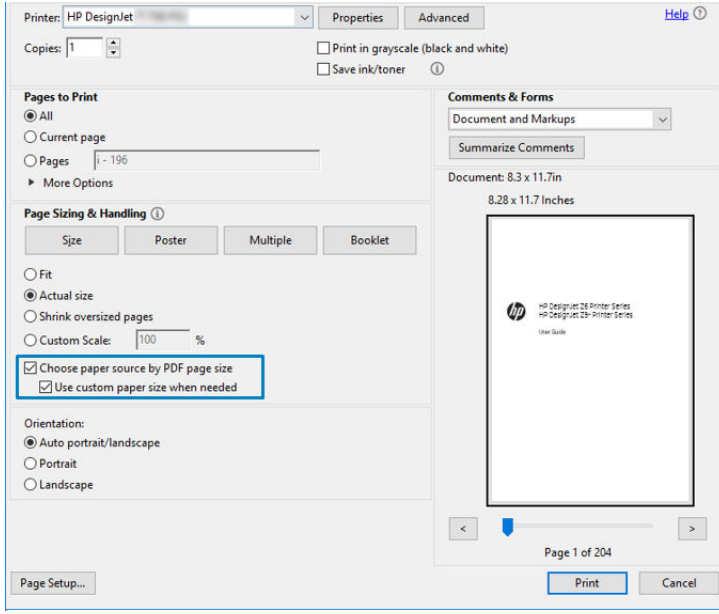 Printer: HP DesignJet Properties Advanced Help
Copies: 1 Print in grayscale (black and white)
Save ink/toner
Pages to Print
All
Current page
Pages i - 196
More Options
Comments & Forms
Document and Markups
Summarize Comments
Page Sizing & Handling
Size Poster Multiple Booklet
Fit
Actual size
Shrink oversized pages
Custom Scale: 100 %
Choose paper source by PDF page size
Use custom paper size when needed
Orientation:
Auto portrait/landscape
Portrait
Landscape
Document: 8.3 x 11.7in
8.28 x 11.7 Inches
hp
HP DesignJet Z6 Printer Series
HP DesignJet Z9+ Printer Series
User Guide
< >
Page 1 of 204
Page Setup... Print Cancel